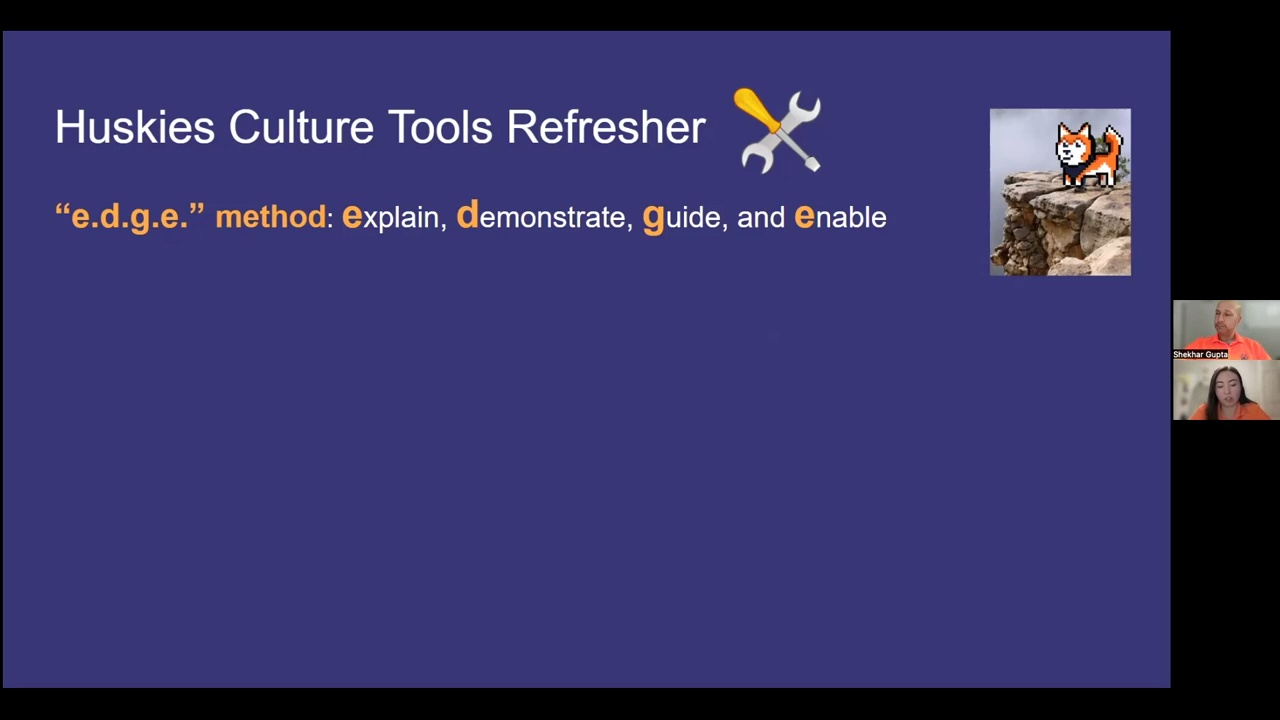 Huskies Culture Tools Refresher
“e.d.g.e.” method: explain, demonstrate, guide, and enable
Shekhar Gupta